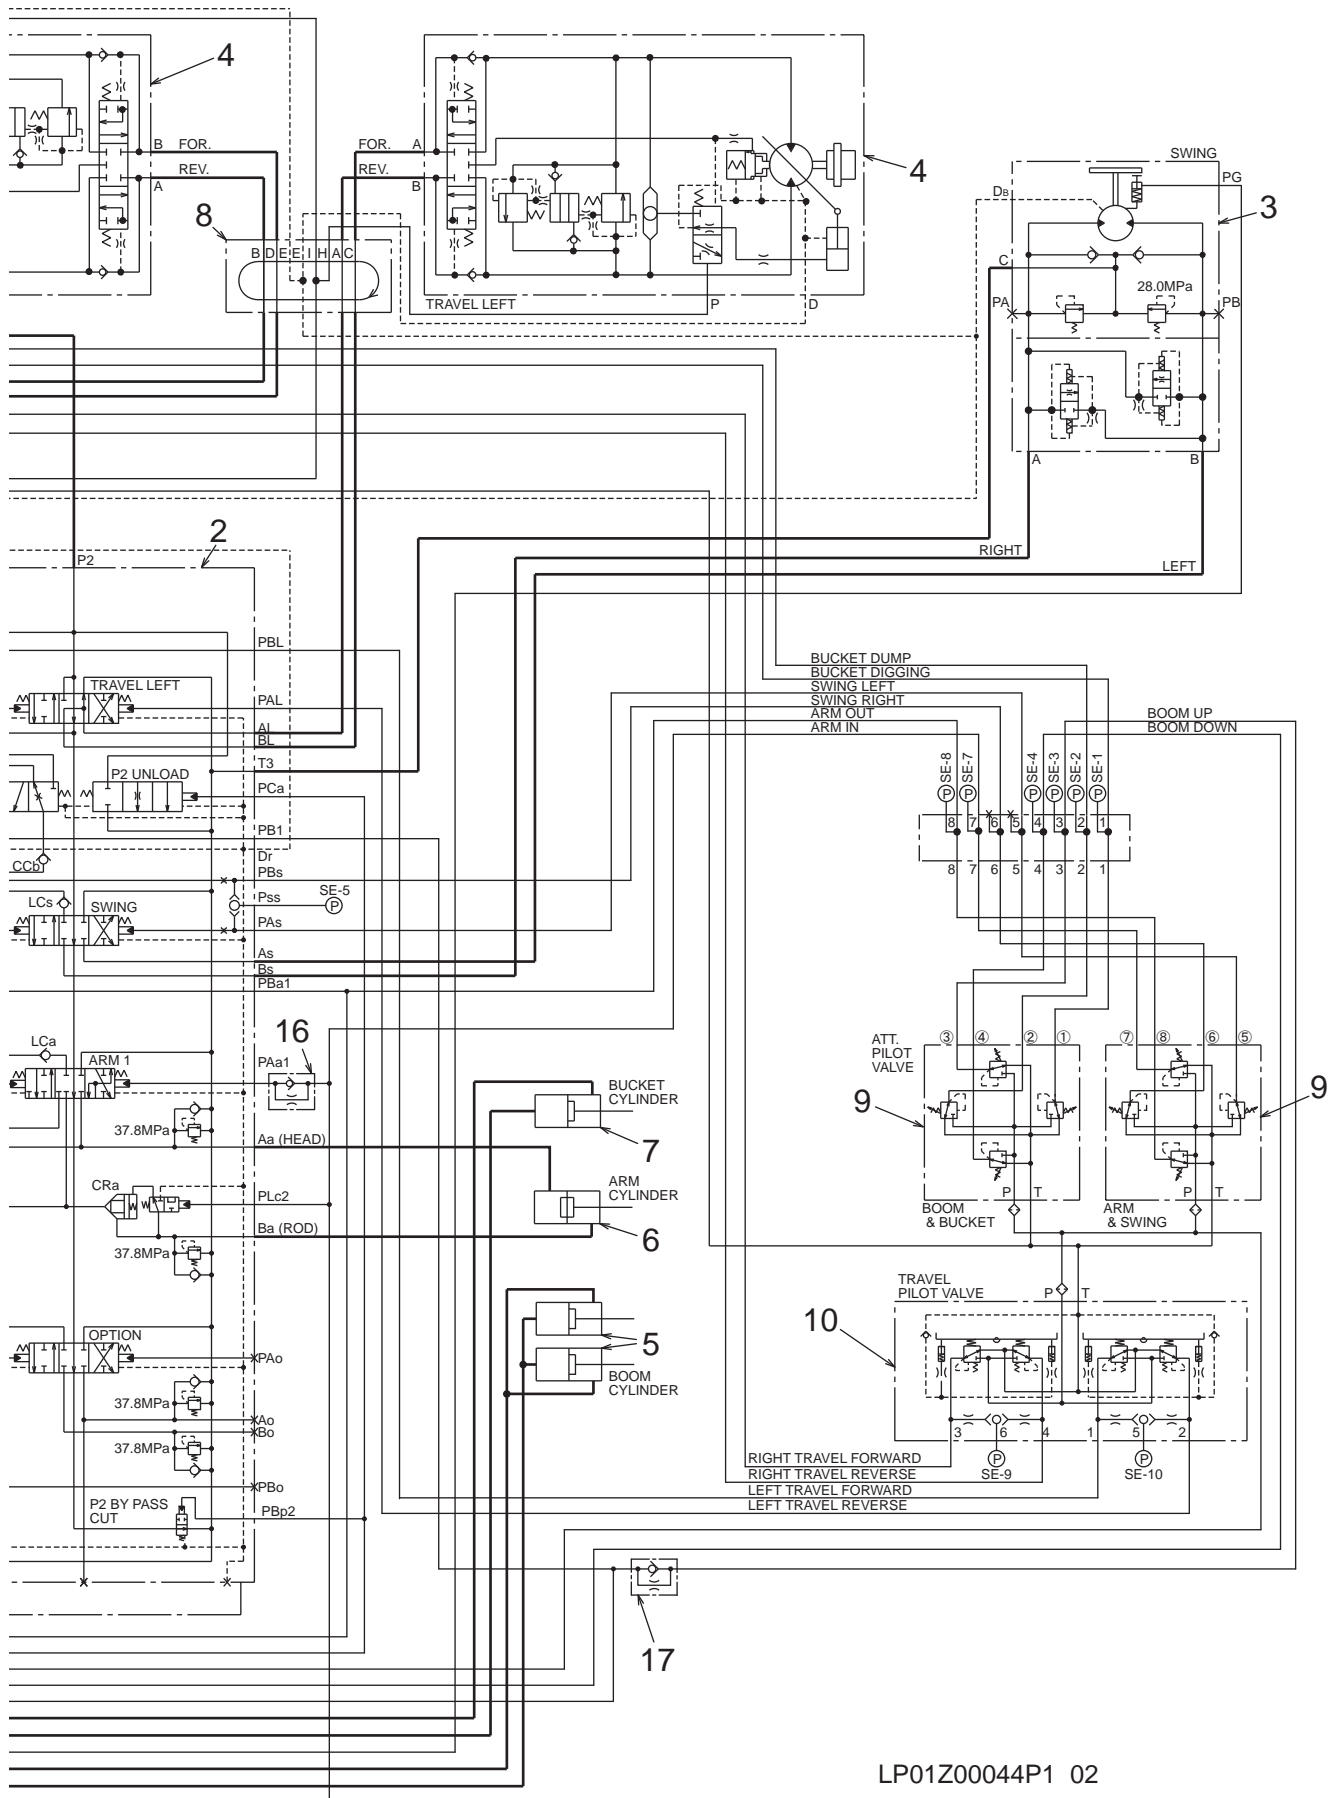 4
4
SWING
PG
B FOR.
REV.
A
FOR. A
REV.
B
DB
3
8
B D E E I H A C
C
28.0MPa
PA
PB
TRAVEL LEFT
P
D
A
B
2
P2
RIGHT
LEFT
PBL
TRAVEL LEFT
PAL
AL
BL
T3
P2 UNLOAD
PCa
PB1
Dr
CCb
PBs
LCs
SWING
Pss
SE-5
P
PAs
As
Bs
PBa1
BUCKET DUMP
BUCKET DIGGING
SWING LEFT
SWING RIGHT
ARM OUT
ARM IN
BOOM UP
BOOM DOWN
SE-8
SE-7
SE-4
SE-3
SE-2
SE-1
P P P P P P
8 7 6 5 4 3 2 1
8 7 6 5 4 3 2 1
LCa
ARM 1
16
PAa1
ATT.
PILOT
VALVE
③ ④ ② ①
⑦ ⑧ ⑥ ⑤
BUCKET
CYLINDER
7
9
9
37.8MPa
Aa (HEAD)
CRa
PLc2
ARM
CYLINDER
6
P T
P T
BOOM
& BUCKET
ARM
& SWING
37.8MPa
Ba (ROD)
TRAVEL
PILOT VALVE
P T
10
OPTION
PAo
5
BOOM
CYLINDER
37.8MPa
Ao
Bo
37.8MPa
PBo
3 6 4 1 5 2
P
P
SE-9
SE-10
RIGHT TRAVEL FORWARD
RIGHT TRAVEL REVERSE
LEFT TRAVEL FORWARD
LEFT TRAVEL REVERSE
P2 BY PASS
CUT
PBp2
17
LP01Z00044P1 02